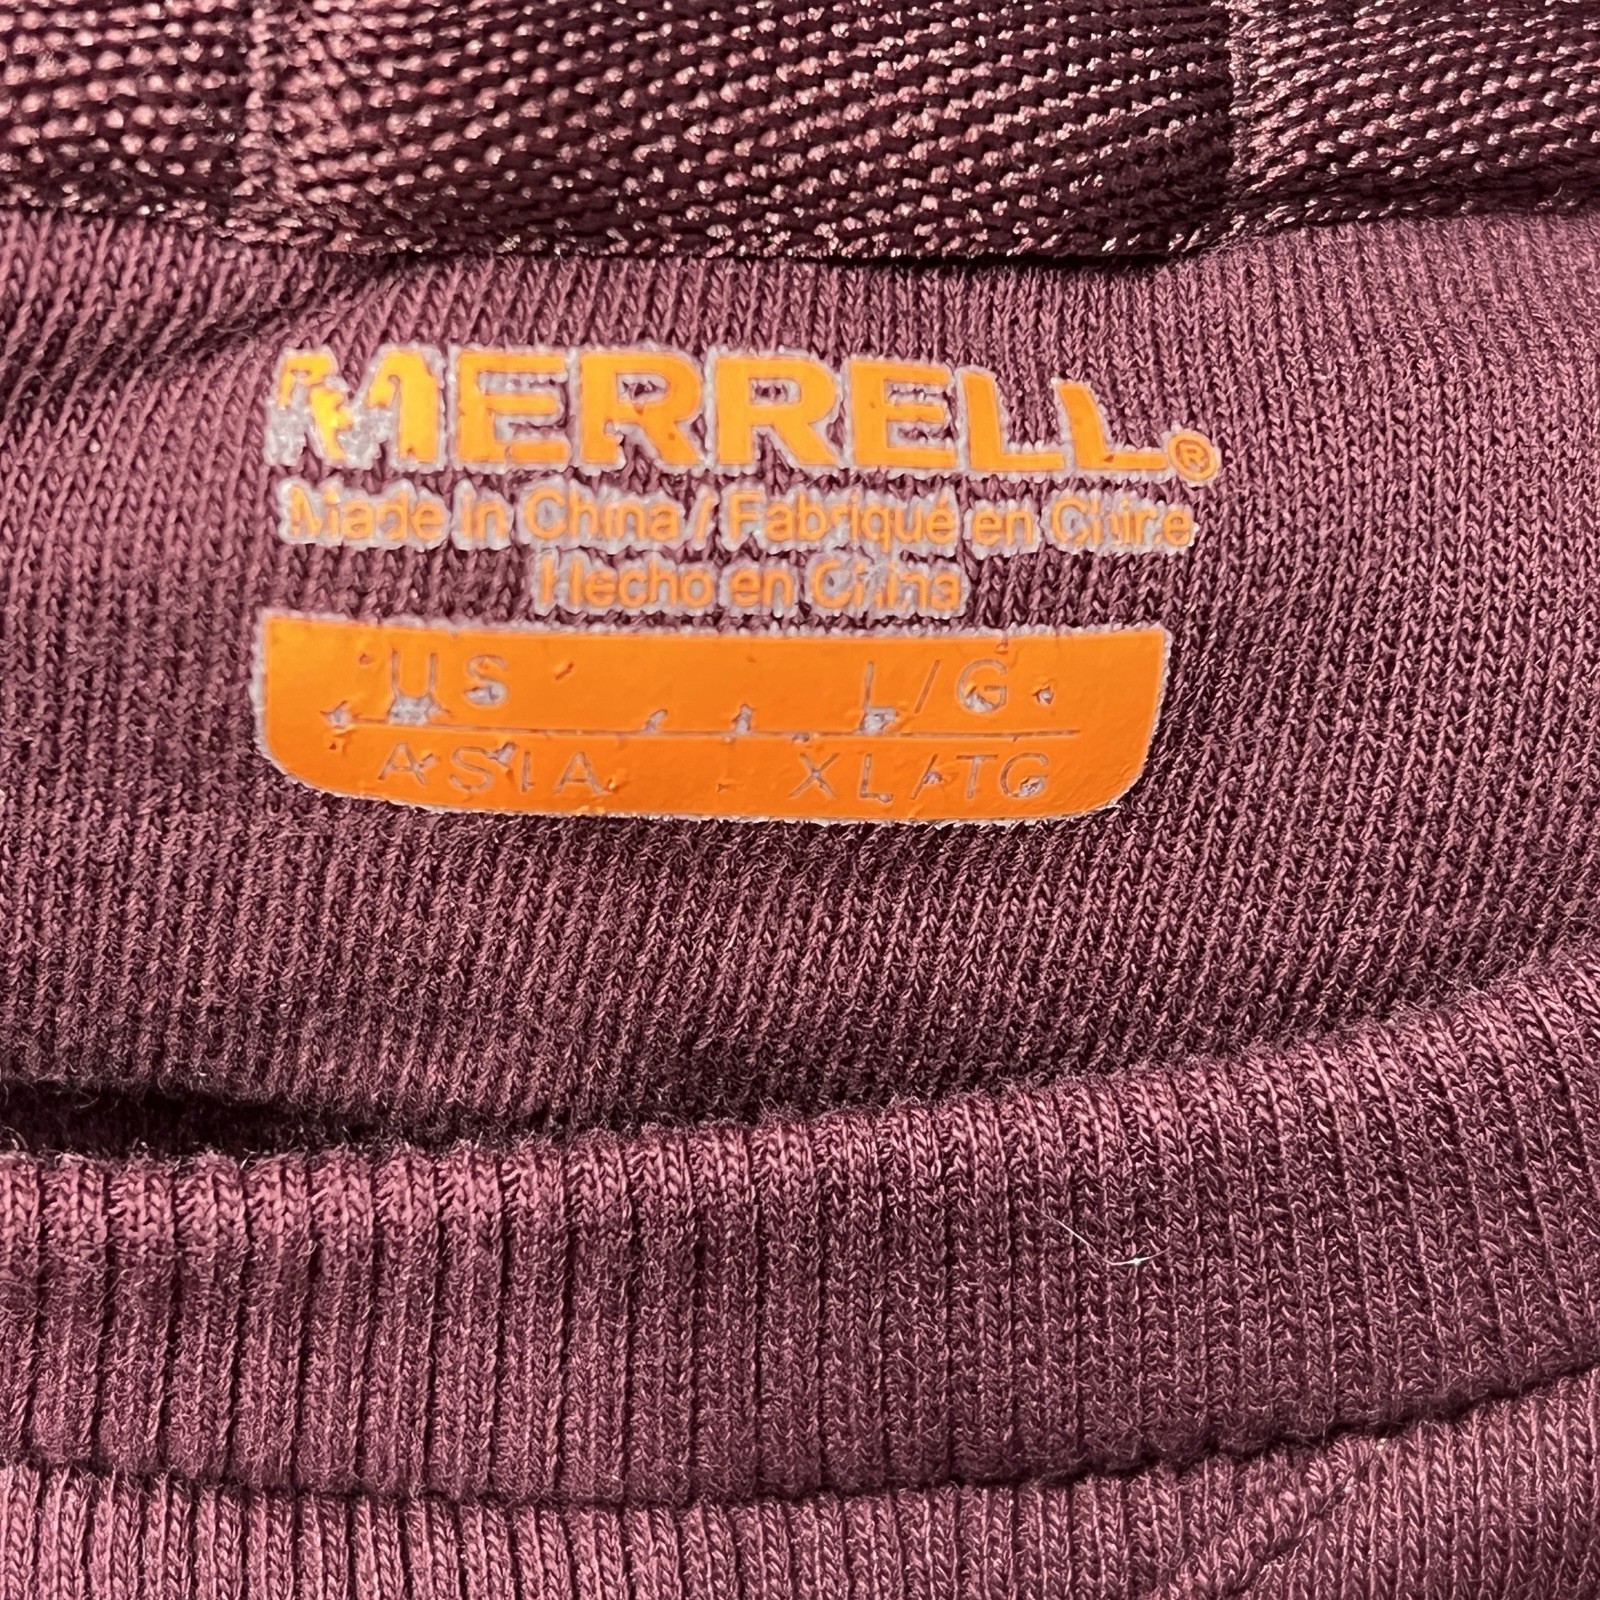 MERRELL®
Made in China / Fabriqué en Chine
Hecho en China
US L/G
ASIA XL/TG